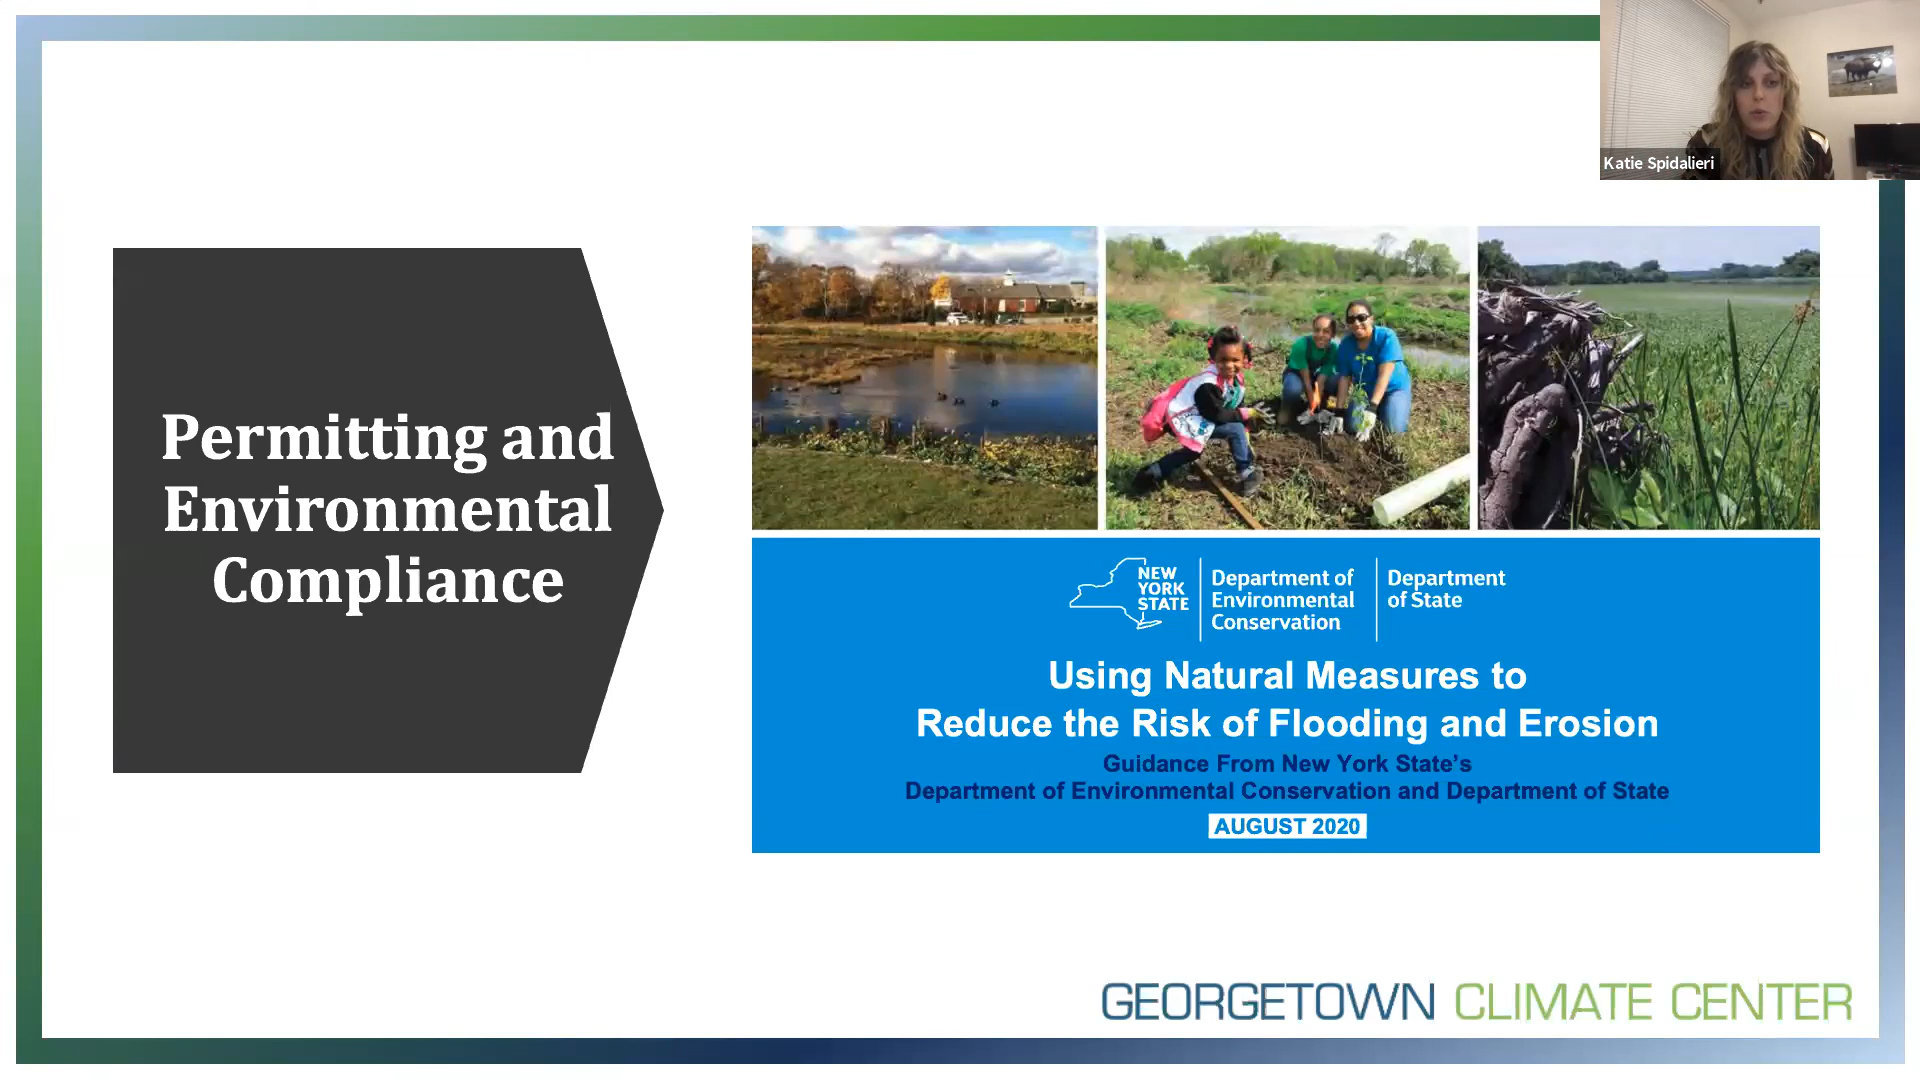 Katie Spidalieri
Permitting and
Environmental
Compliance
NEW
YORK
STATE
Department of
Environmental
Conservation
Department
of State
Using Natural Measures to
Reduce the Risk of Flooding and Erosion
Guidance From New York State's
Department of Environmental Conservation and Department of State
AUGUST 2020
GEORGETOWN CLIMATE CENTER